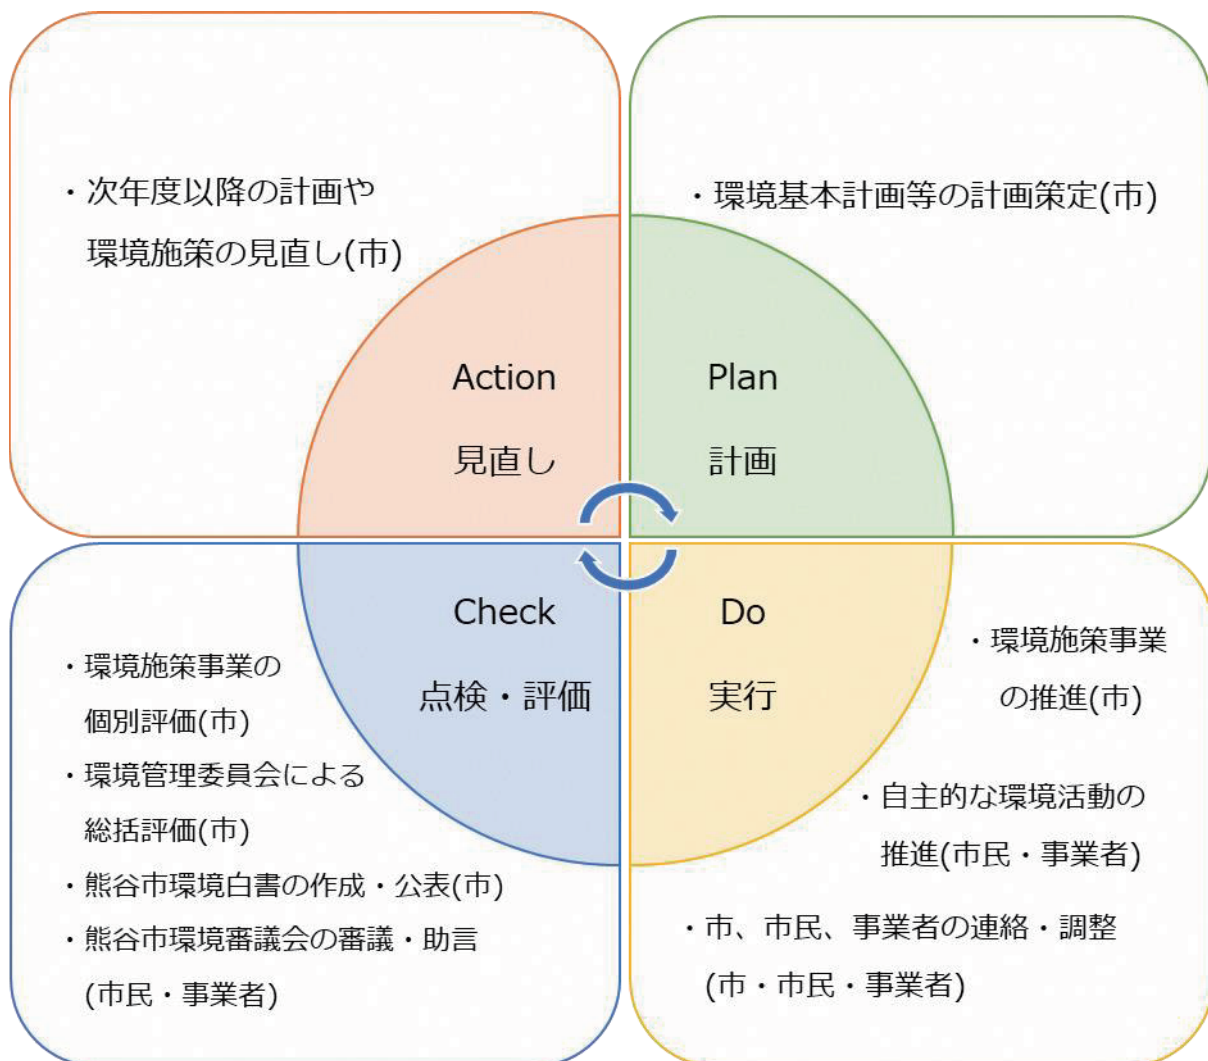 ・次年度以降の計画や
環境施策の見直し(市)
・環境基本計画等の計画策定(市)
Action
見直し
Plan
計画
Check
点検・評価
Do
実行
・環境施策事業の
個別評価(市)
・環境管理委員会による
総括評価(市)
・熊谷市環境白書の作成・公表(市)
・熊谷市環境審議会の審議・助言
(市民・事業者)
・環境施策事業
の推進(市)
・自主的な環境活動の
推進(市民・事業者)
・市、市民、事業者の連絡・調整
(市・市民・事業者)